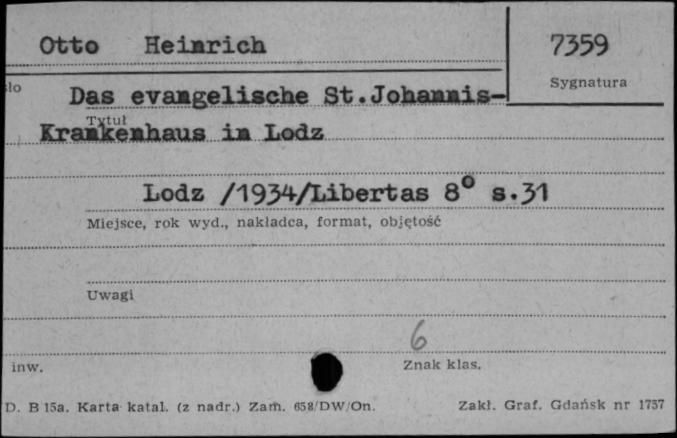 Otto Heinrich 7359
Sygnatura
Das evangelische St.Johannis-
Tytuł
Krankenhaus in Lodz
Lodz /1934/Libertas 8° s.31
Miejsce, rok wyd., nakładca, format, objętość
Uwagi
6
inw. Znak klas.
D. B 15a. Karta katal. (z nadr.) Zam. 658/DW/On. Zakł. Graf. Gdańsk nr 1757